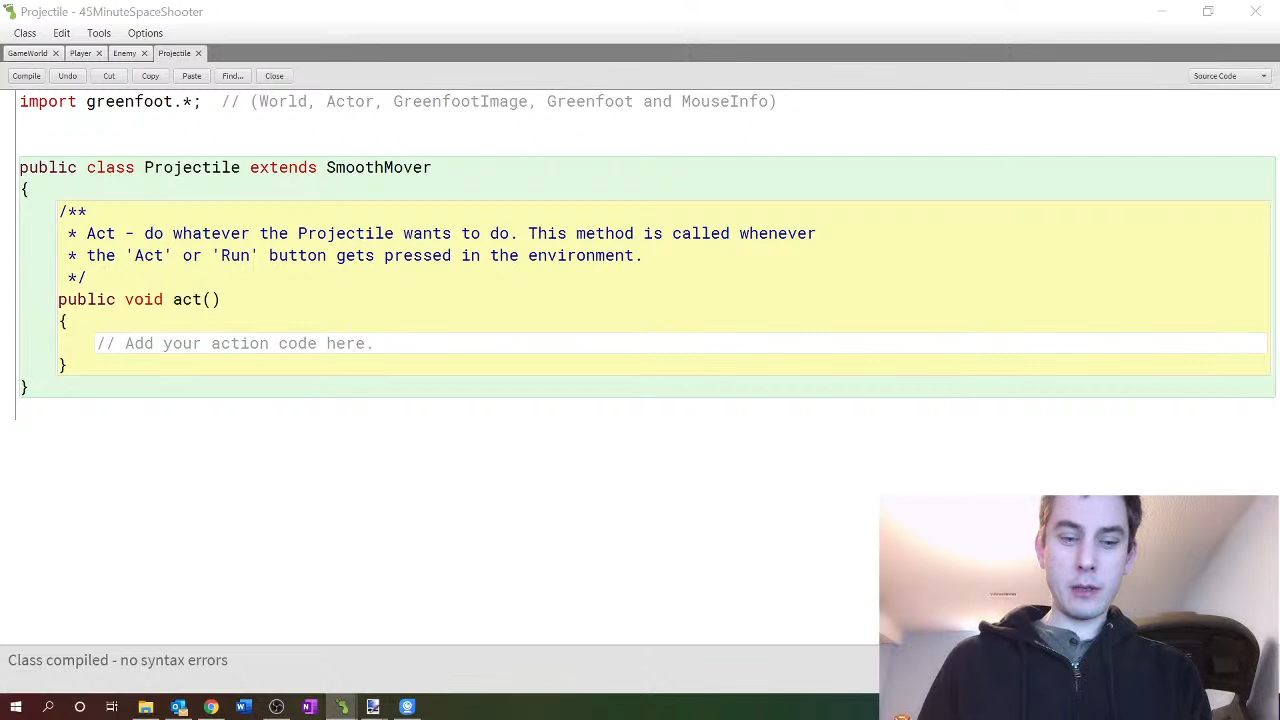 Projectile - 45MinuteSpaceShooter
Class Edit Tools Options
GameWorld Player Enemy Projectile
Compile Undo Cut Copy Paste Find... Close Source Code
import greenfoot.*; // (World, Actor, GreenfootImage, Greenfoot and MouseInfo)
public class Projectile extends SmoothMover
{
/**
* Act - do whatever the Projectile wants to do. This method is called whenever
* the 'Act' or 'Run' button gets pressed in the environment.
*/
public void act()
{
// Add your action code here.
}
}
Class compiled - no syntax errors